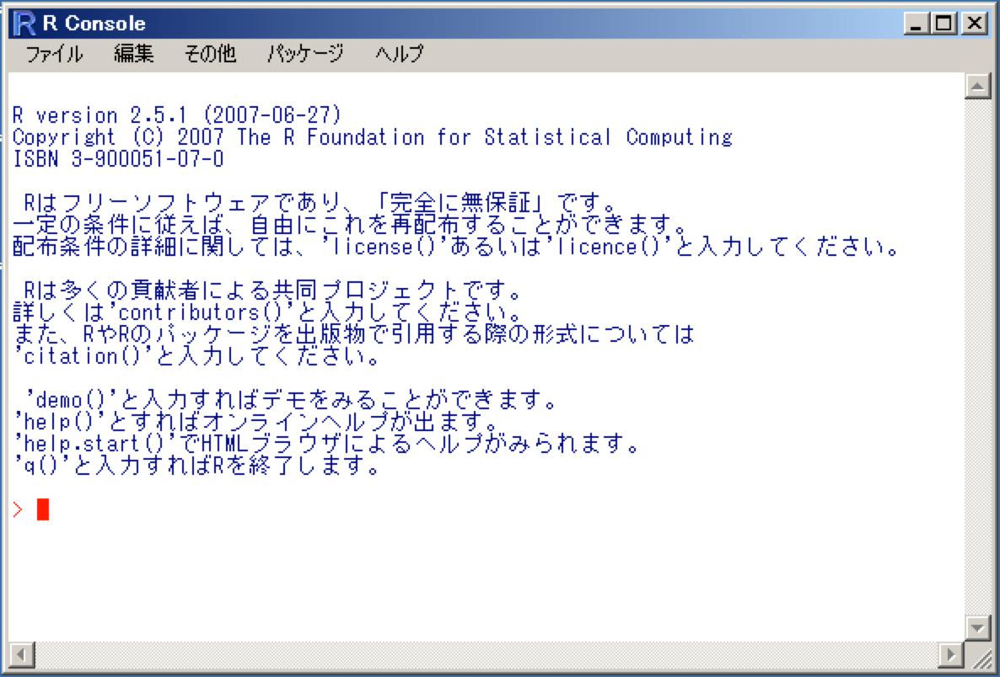 R Console
ファイル 編集 その他 パッケージ ヘルプ
R version 2.5.1 (2007-06-27)
Copyright (C) 2007 The R Foundation for Statistical Computing
ISBN 3-900051-07-0
Rはフリーソフトウェアであり、「完全に無保証」です。
一定の条件に従えば、自由にこれを再配布することができます。
配布条件の詳細に関しては、'license()'あるいは'licence()'と入力してください。
Rは多くの貢献者による共同プロジェクトです。
詳しくは'contributors()'と入力してください。
また、RやRのパッケージを出版物で引用する際の形式については
'citation()'と入力してください。
'demo()'と入力すればデモをみることができます。
'help()'とすればオンラインヘルプが出ます。
'help.start()'でHTMLブラウザによるヘルプがみられます。
'q()'と入力すればRを終了します。
>